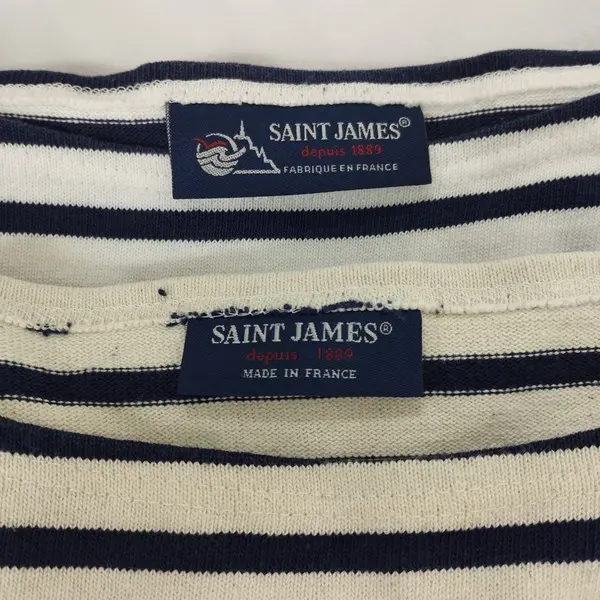 SAINT JAMES®
depuis 1889
FABRIQUE EN FRANCE
SAINT JAMES®
depuis 1889
MADE IN FRANCE